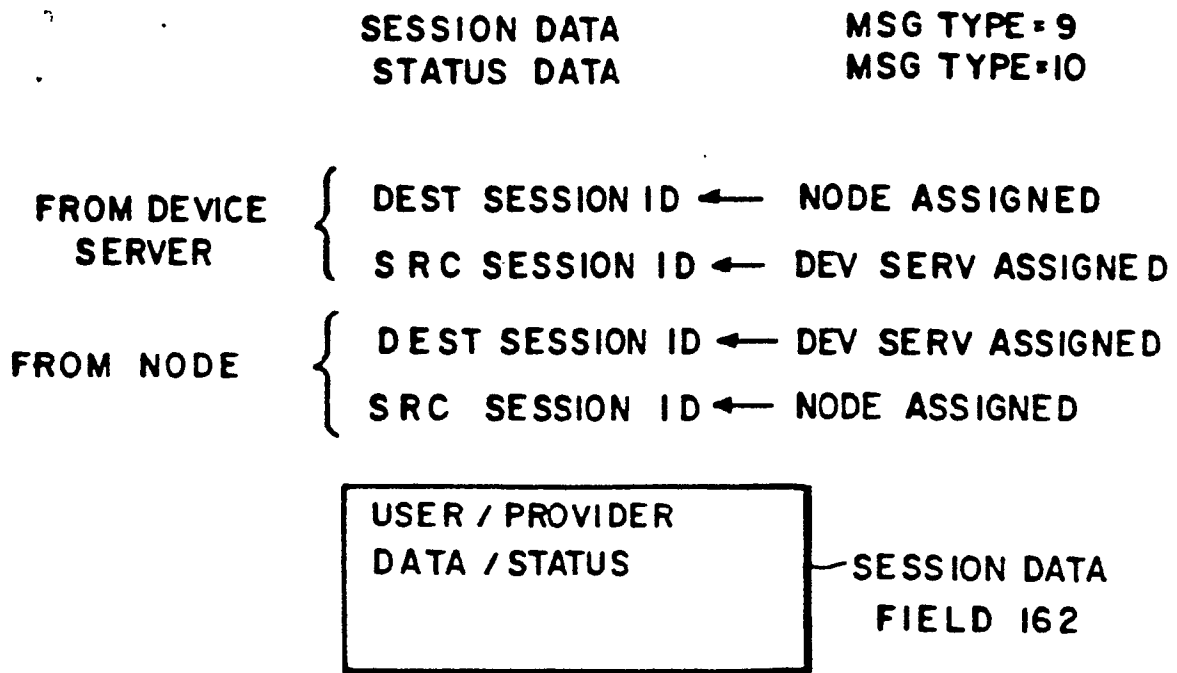 SESSION DATA MSG TYPE=9
STATUS DATA MSG TYPE=10
FROM DEVICE SERVER
DEST SESSION ID ← NODE ASSIGNED
SRC SESSION ID ← DEV SERV ASSIGNED
FROM NODE
DEST SESSION ID ← DEV SERV ASSIGNED
SRC SESSION ID ← NODE ASSIGNED
USER / PROVIDER
DATA / STATUS
SESSION DATA
FIELD 162